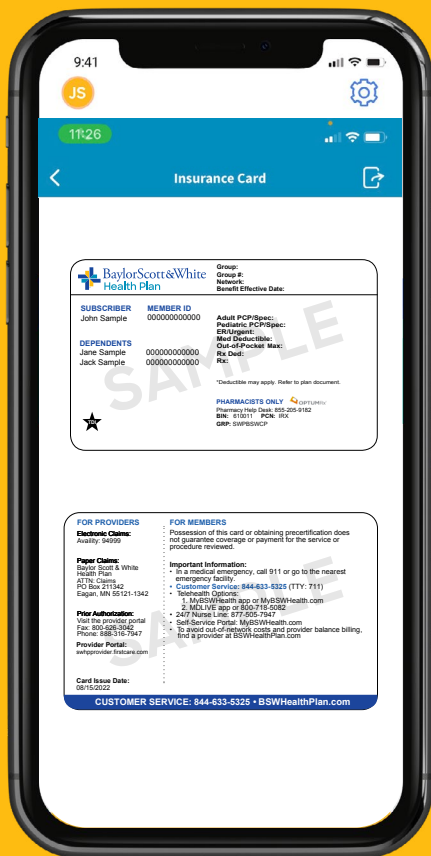 9:41
JS
11:26
Insurance Card
BaylorScott&White
Health Plan
Group:
Group #:
Network:
Benefit Effective Date:
SUBSCRIBER MEMBER ID
John Sample 000000000000
DEPENDENTS
Jane Sample 000000000000
Jack Sample 000000000000
Adult PCP/Spec:
Pediatric PCP/Spec:
ER/Urgent:
Med Deductible:
Out-of-Pocket Max:
Rx Ded:
Rx:
*Deductible may apply. Refer to plan document.
PHARMACISTS ONLY OPTUMRx
Pharmacy Help Desk: 855-205-9182
BIN: 610011 PCN: IRX
GRP: SWPBSWCP
TDI
SAMPLE
FOR PROVIDERS
Electronic Claims:
Availity: 94999
Paper Claims:
Baylor Scott & White
Health Plan
ATTN: Claims
PO Box 211342
Eagan, MN 55121-1342
Prior Authorization:
Visit the provider portal
Fax: 800-626-3042
Phone: 888-316-7947
Provider Portal:
swhpprovider.firstcare.com
Card Issue Date:
08/15/2022
FOR MEMBERS
Possession of this card or obtaining precertification does
not guarantee coverage or payment for the service or
procedure reviewed.
Important Information:
• In a medical emergency, call 911 or go to the nearest
emergency facility.
• Customer Service: 844-633-5325 (TTY: 711)
• Telehealth Options:
1. MyBSWHealth app or MyBSWHealth.com
2. MDLIVE app or 800-718-5082
• 24/7 Nurse Line: 877-505-7947
• Self-Service Portal: MyBSWHealth.com
• To avoid out-of-network costs and provider balance billing,
find a provider at BSWHealthPlan.com
SAMPLE
CUSTOMER SERVICE: 844-633-5325 • BSWHealthPlan.com